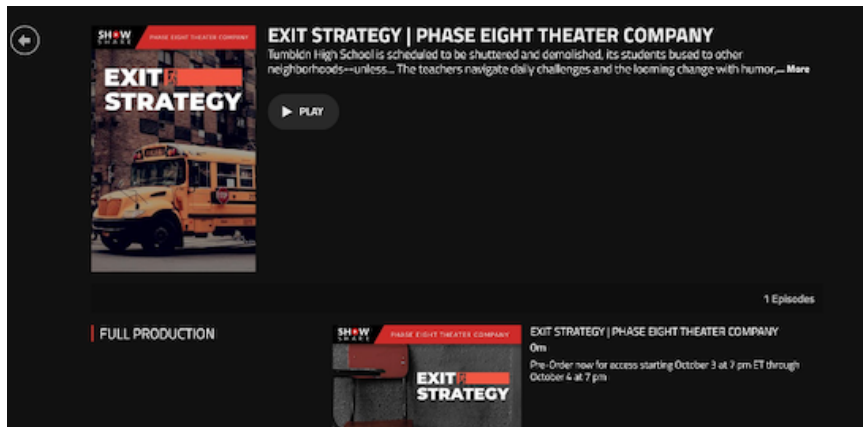 SHOW
SHARE
PHASE EIGHT THEATER COMPANY
EXIT
STRATEGY
EXIT STRATEGY | PHASE EIGHT THEATER COMPANY
Tumbldn High School is scheduled to be shuttered and demolished, its students bused to other
neighborhoods--unless... The teachers navigate daily challenges and the looming change with humor,... More
PLAY
1 Episodes
FULL PRODUCTION
SHOW
SHARE
PHASE EIGHT THEATER COMPANY
EXIT
STRATEGY
EXIT STRATEGY | PHASE EIGHT THEATER COMPANY
0m
Pre-Order now for access starting October 3 at 7 pm ET through
October 4 at 7 pm